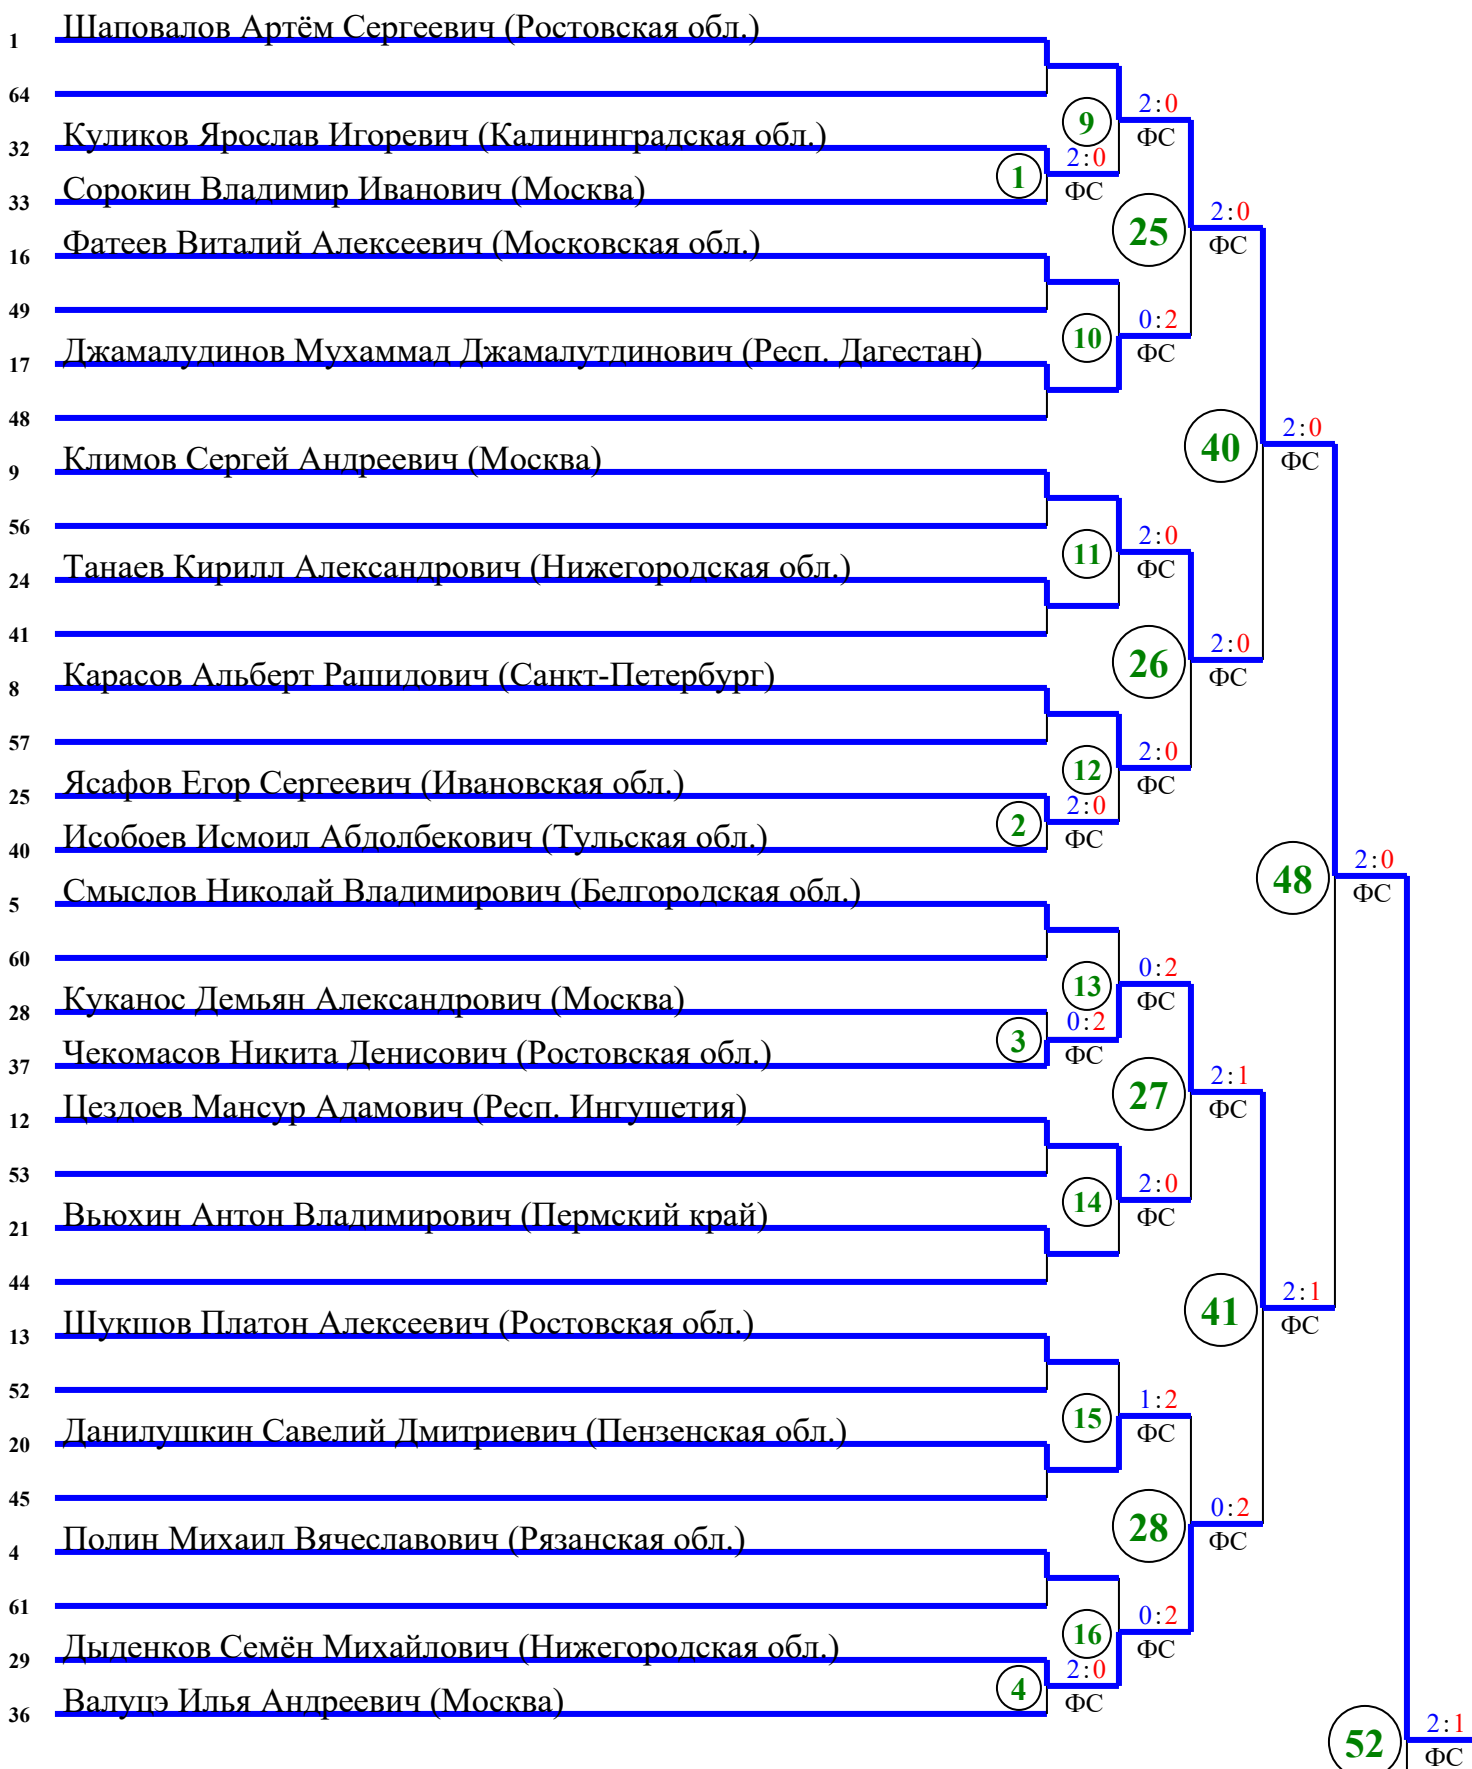 1 Шаповалов Артём Сергеевич (Ростовская обл.)
64
9 2:0 ФС
32 Куликов Ярослав Игоревич (Калининградская обл.)
1 2:0 ФС
33 Сорокин Владимир Иванович (Москва)
25 2:0 ФС
16 Фатеев Виталий Алексеевич (Московская обл.)
49
10 0:2 ФС
17 Джамалудинов Мухаммад Джамалутдинович (Респ. Дагестан)
48
40 2:0 ФС
9 Климов Сергей Андреевич (Москва)
56
11 2:0 ФС
24 Танаев Кирилл Александрович (Нижегородская обл.)
41
26 2:0 ФС
8 Карасов Альберт Рашидович (Санкт-Петербург)
57
12 2:0 ФС
25 Ясафов Егор Сергеевич (Ивановская обл.)
2 2:0 ФС
40 Исобоев Исмоил Абдолбекович (Тульская обл.)
48 2:0 ФС
5 Смыслов Николай Владимирович (Белгородская обл.)
60
13 0:2 ФС
28 Куканос Демьян Александрович (Москва)
3 0:2 ФС
37 Чекомасов Никита Денисович (Ростовская обл.)
27 2:1 ФС
12 Цездоев Мансур Адамович (Респ. Ингушетия)
53
14 2:0 ФС
21 Вьюхин Антон Владимирович (Пермский край)
44
41 2:1 ФС
13 Шукшов Платон Алексеевич (Ростовская обл.)
52
15 1:2 ФС
20 Данилушкин Савелий Дмитриевич (Пензенская обл.)
45
28 0:2 ФС
4 Полин Михаил Вячеславович (Рязанская обл.)
61
16 0:2 ФС
29 Дыденков Семён Михайлович (Нижегородская обл.)
4 2:0 ФС
36 Валуцэ Илья Андреевич (Москва)
52 2:1 ФС